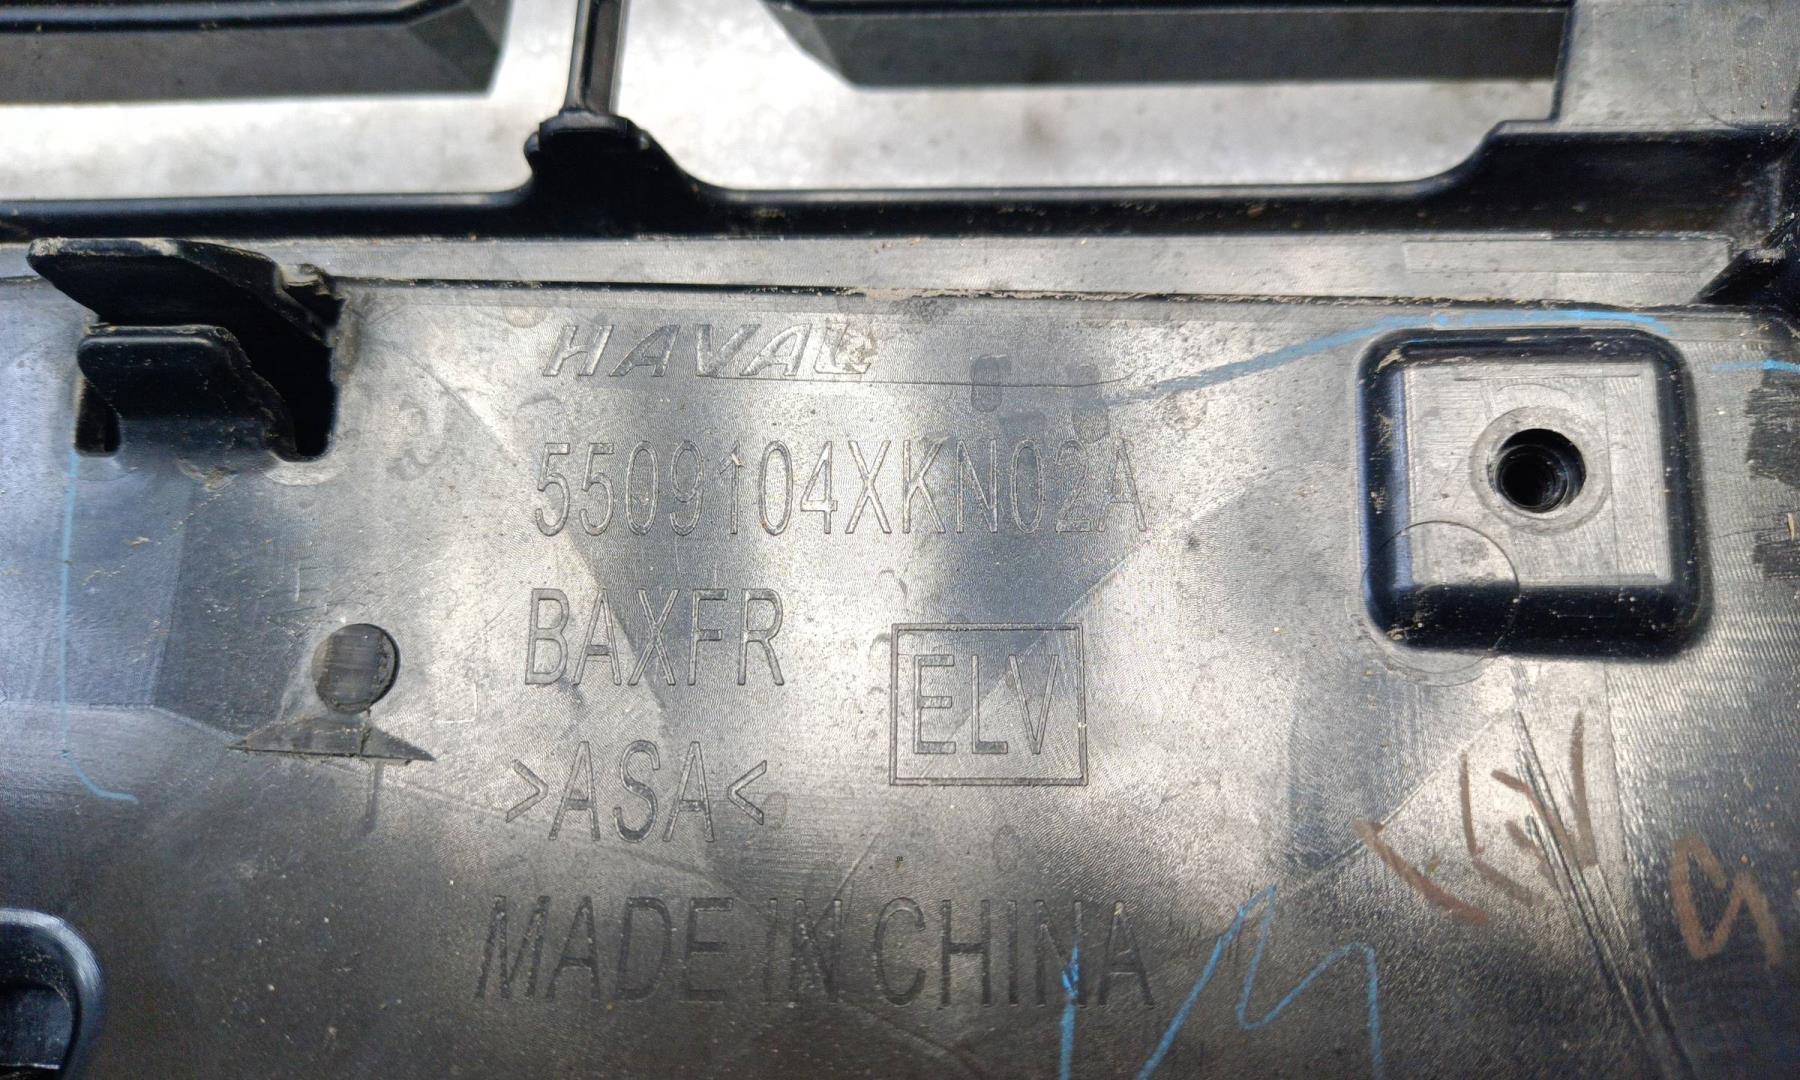 HAVAL
5509104XKN02A
BAXFR
ELV
>ASA<
MADE IN CHINA